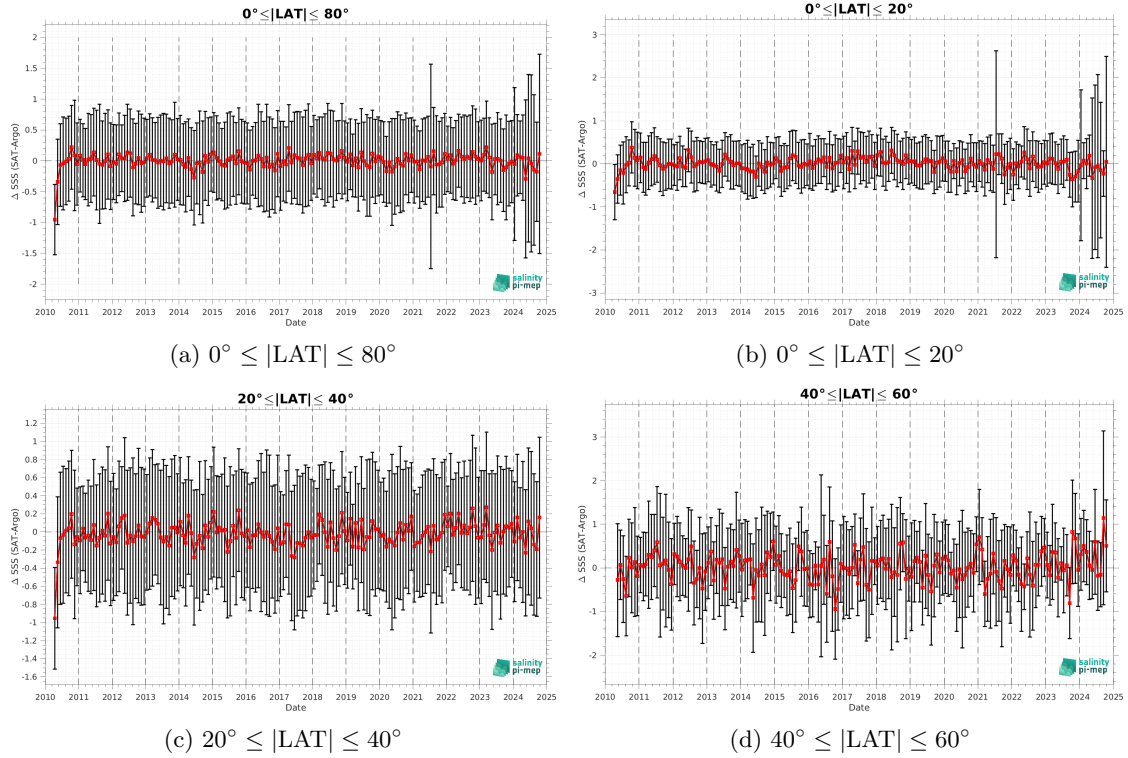 0°≤|LAT|≤ 80°
2
1.5
1
0.5
0
-0.5
-1
-1.5
-2
Δ SSS (SAT-Argo)
2010 2011 2012 2013 2014 2015 2016 2017 2018 2019 2020 2021 2022 2023 2024 2025
Date
salinity
pi-mep
(a) 0° ≤ |LAT| ≤ 80°
0°≤|LAT|≤ 20°
3
2
1
0
-1
-2
-3
Δ SSS (SAT-Argo)
2010 2011 2012 2013 2014 2015 2016 2017 2018 2019 2020 2021 2022 2023 2024 2025
Date
salinity
pi-mep
(b) 0° ≤ |LAT| ≤ 20°
20°≤|LAT|≤ 40°
1.2
1
0.8
0.6
0.4
0.2
0
-0.2
-0.4
-0.6
-0.8
-1
-1.2
-1.4
-1.6
Δ SSS (SAT-Argo)
2010 2011 2012 2013 2014 2015 2016 2017 2018 2019 2020 2021 2022 2023 2024 2025
Date
salinity
pi-mep
(c) 20° ≤ |LAT| ≤ 40°
40°≤|LAT|≤ 60°
3
2
1
0
-1
-2
Δ SSS (SAT-Argo)
2010 2011 2012 2013 2014 2015 2016 2017 2018 2019 2020 2021 2022 2023 2024 2025
Date
salinity
pi-mep
(d) 40° ≤ |LAT| ≤ 60°